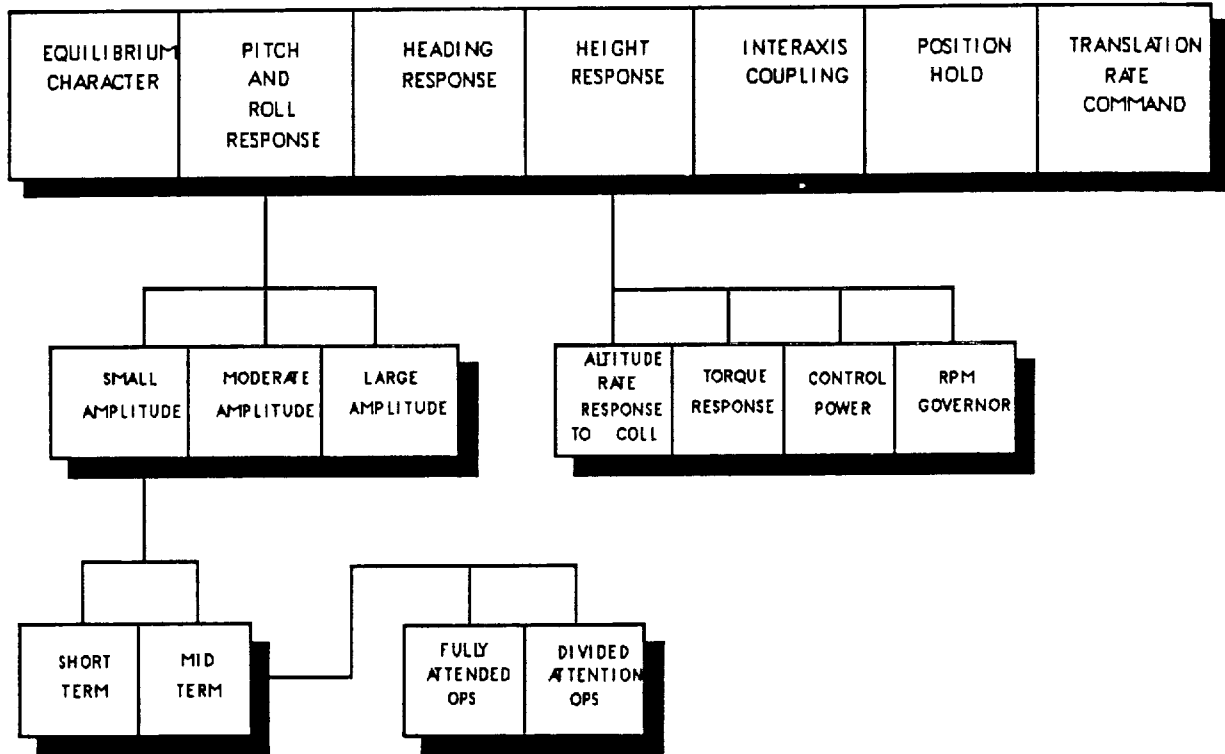 EQUILIBRIUM
CHARACTER
PITCH
AND
ROLL
RESPONSE
HEADING
RESPONSE
HEIGHT
RESPONSE
INTERAXIS
COUPLING
POSITION
HOLD
TRANSLATION
RATE
COMMAND
SMALL
AMPLITUDE
MODERATE
AMPLITUDE
LARGE
AMPLITUDE
ALTITUDE
RATE
RESPONSE
TO COLL
TORQUE
RESPONSE
CONTROL
POWER
RPM
GOVERNOR
SHORT
TERM
MID
TERM
FULLY
ATTENDED
OPS
DIVIDED
ATTENTION
OPS